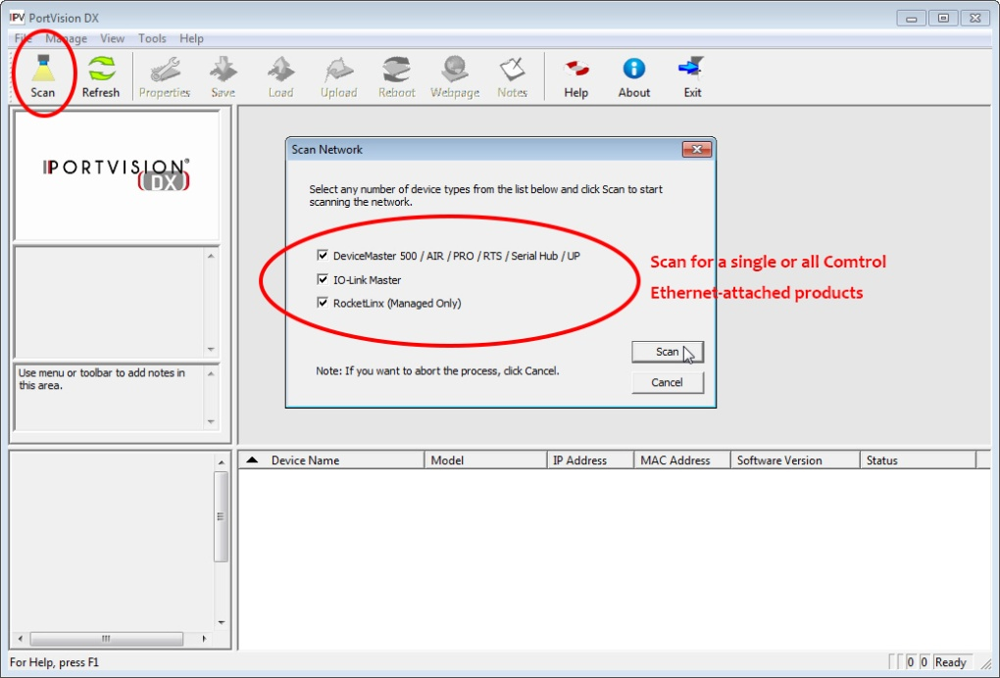 PV PortVision DX
File Manage View Tools Help
Scan Refresh Properties Save Load Upload Reboot Webpage Notes Help About Exit
PORTVISION®
DX
Use menu or toolbar to add notes in
this area.
Scan Network
Select any number of device types from the list below and click Scan to start
scanning the network.
DeviceMaster 500 / AIR / PRO / RTS / Serial Hub / UP
IO-Link Master
RocketLinx (Managed Only)
Scan for a single or all Comtrol
Ethernet-attached products
Scan
Note: If you want to abort the process, click Cancel.
Cancel
Device Name Model IP Address MAC Address Software Version Status
For Help, press F1
0 0 Ready